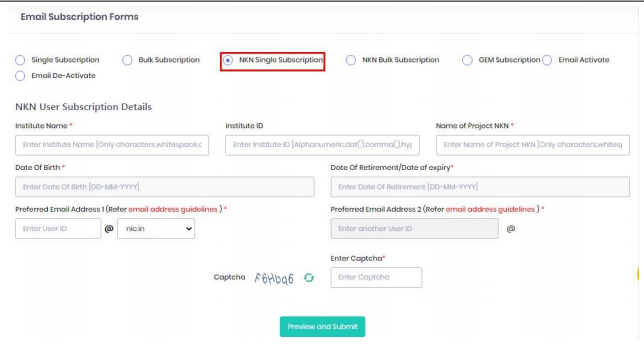 Email Subscription Forms
Single Subscription Bulk Subscription NKN Single Subscription NKN Bulk Subscription GEM Subscription Email Activate
Email De-Activate
NKN User Subscription Details
Institute Name * Institute ID Name of Project NKN *
Enter Institute Name [Only characters,whitespace,c Enter Institute ID [Alphanumeric,dot(.),comma(,),hyp Enter Name of Project NKN [Only characters,whitesp
Date Of Birth * Date Of Retirement/Date of expiry*
Enter Date Of Birth [DD-MM-YYYY] Enter Date Of Retirement [DD-MM-YYYY]
Preferred Email Address 1 (Refer email address guidelines ) * Preferred Email Address 2 (Refer email address guidelines ) *
Enter User ID @ nic.in Enter another User ID @
Enter Captcha*
Captcha F6Hbq6 Enter Captcha
Preview and Submit